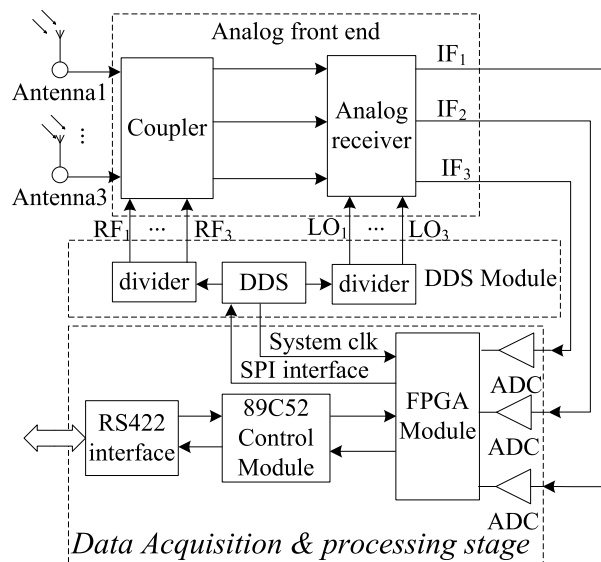 Analog front end
IF₁
Antenna1
Coupler
Analog
receiver
IF₂
...
IF₃
Antenna3
RF₁ ... RF₃
LO₁ ... LO₃
divider
DDS
divider
DDS Module
System clk
SPI interface
ADC
FPGA
Module
ADC
RS422
interface
89C52
Control
Module
ADC
Data Acquisition & processing stage